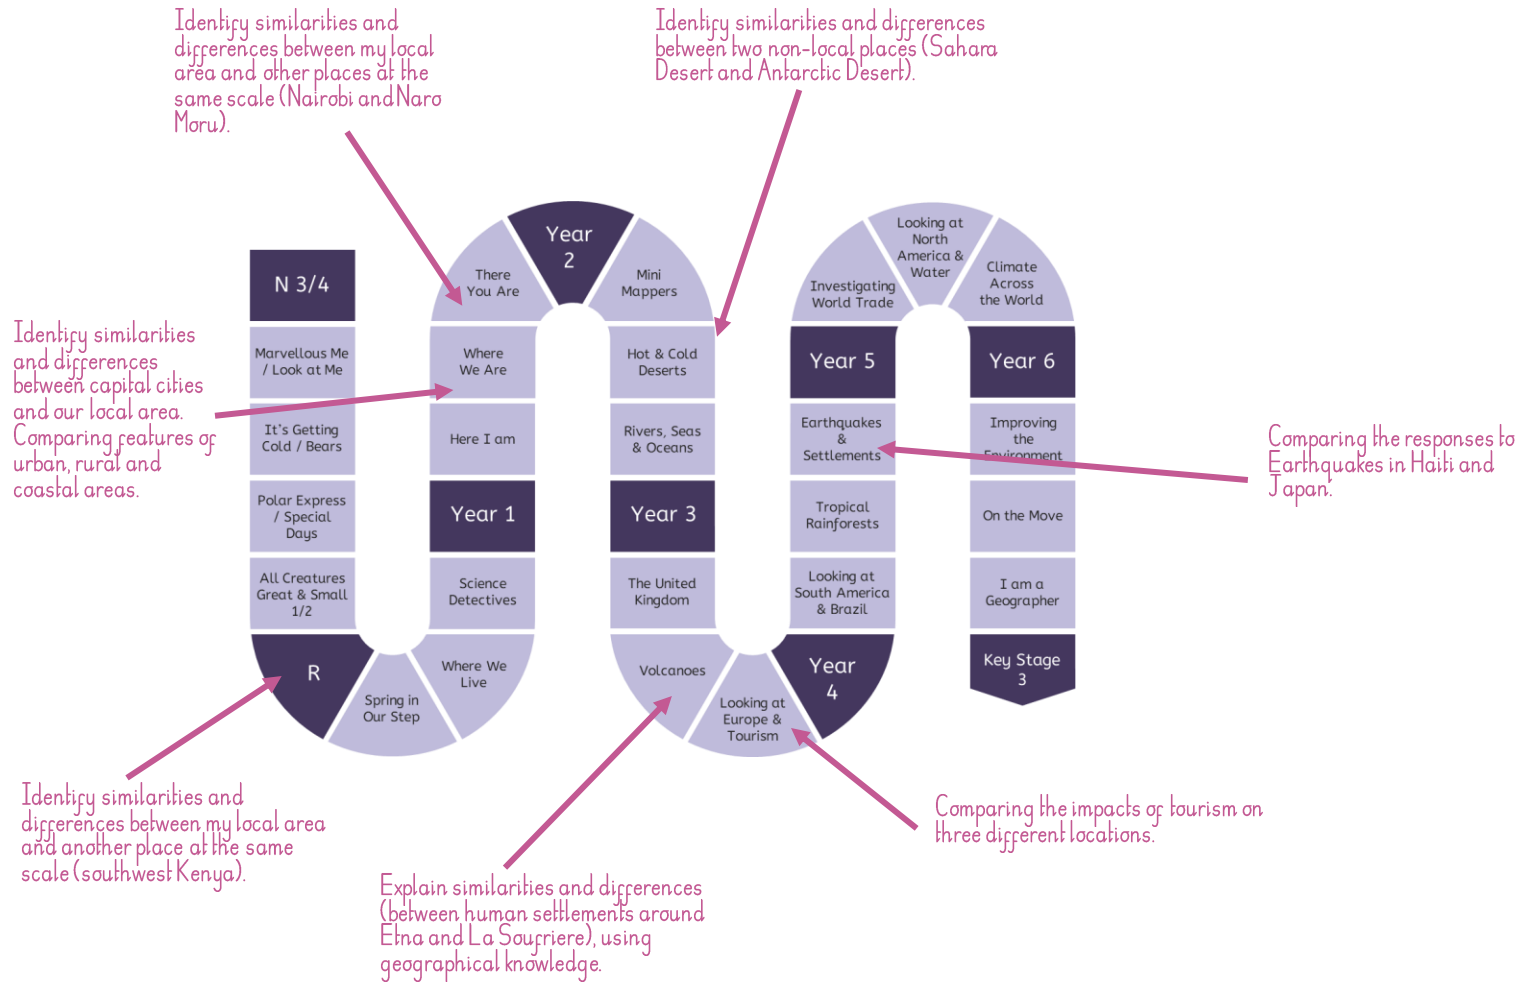 Identify similarities and
differences between my local
area and other places at the
same scale (Nairobi and Naro
Moru).
Identify similarities and differences
between two non-local places (Sahara
Desert and Antarctic Desert).
N 3/4
Marvellous Me
/ Look at Me
It's Getting
Cold / Bears
Polar Express
/ Special
Days
All Creatures
Great & Small
1/2
R
Spring in
Our Step
Where We
Live
Science
Detectives
Year 1
Here I am
Where
We Are
There
You Are
Year
2
Mini
Mappers
Hot & Cold
Deserts
Rivers, Seas
& Oceans
Year 3
The United
Kingdom
Volcanoes
Looking at
Europe &
Tourism
Year
4
Looking at
South America
& Brazil
Tropical
Rainforests
Earthquakes
&
Settlements
Year 5
Investigating
World Trade
Looking at
North
America &
Water
Climate
Across
the World
Year 6
Improving
the
Environment
On the Move
I am a
Geographer
Key Stage
3
Identify similarities
and differences
between capital cities
and our local area.
Comparing features of
urban, rural and
coastal areas.
Comparing the responses to
Earthquakes in Haiti and
Japan.
Identify similarities and
differences between my local area
and another place at the same
scale (southwest Kenya).
Explain similarities and differences
(between human settlements around
Etna and La Soufriere), using
geographical knowledge.
Comparing the impacts of tourism on
three different locations.